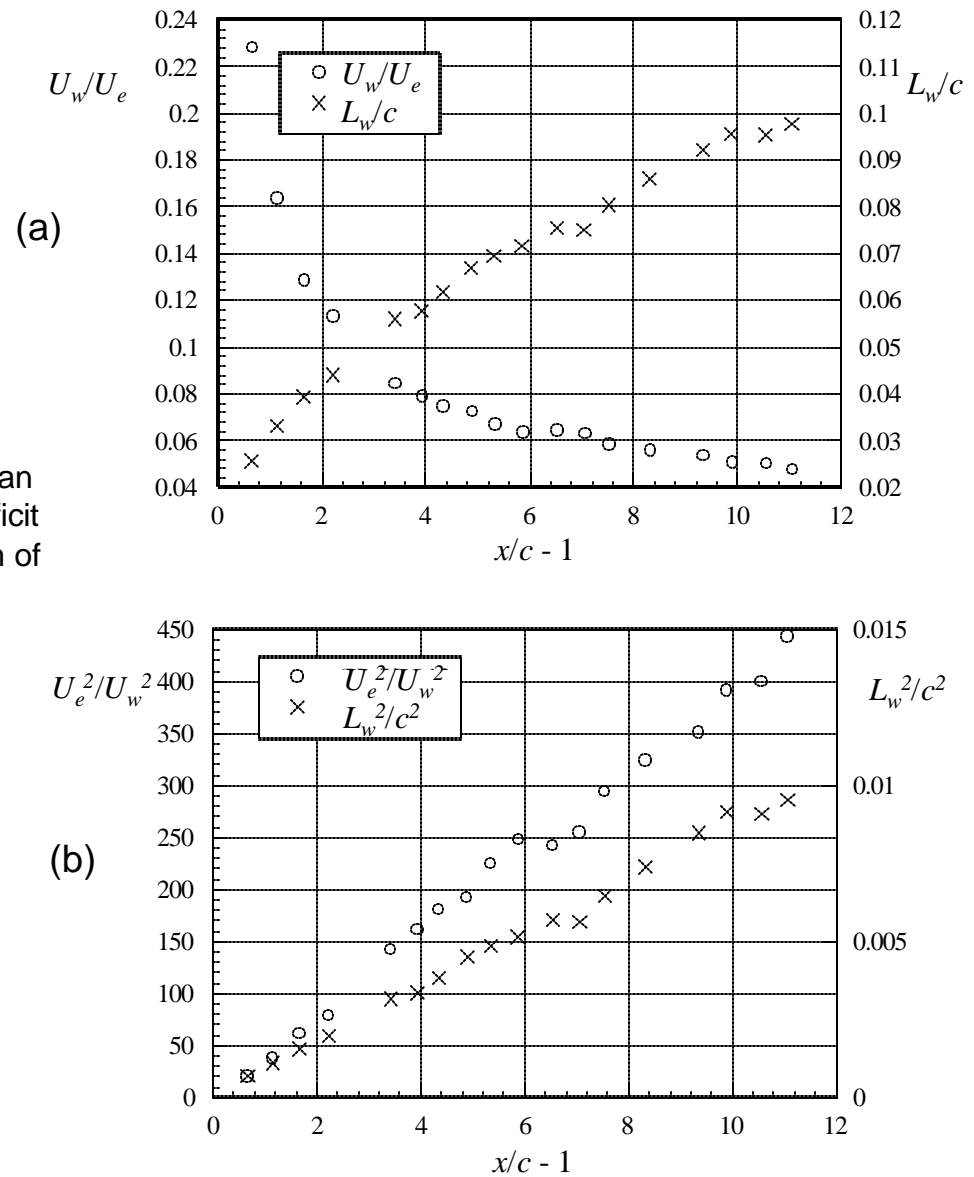 0.24
0.22
0.2
0.18
0.16
0.14
0.12
0.1
0.08
0.06
0.04
U_w/U_e
(a)
U_w/U_e
L_w/c
0.12
0.11
0.1
0.09
0.08
0.07
0.06
0.05
0.04
0.03
0.02
L_w/c
0 2 4 6 8 10 12
x/c - 1
an
ficit
n of
450
400
350
300
250
200
150
100
50
0
U_e^2/U_w^2
(b)
U_e^2/U_w^2
L_w^2/c^2
0.015
0.01
0.005
0
L_w^2/c^2
0 2 4 6 8 10 12
x/c - 1